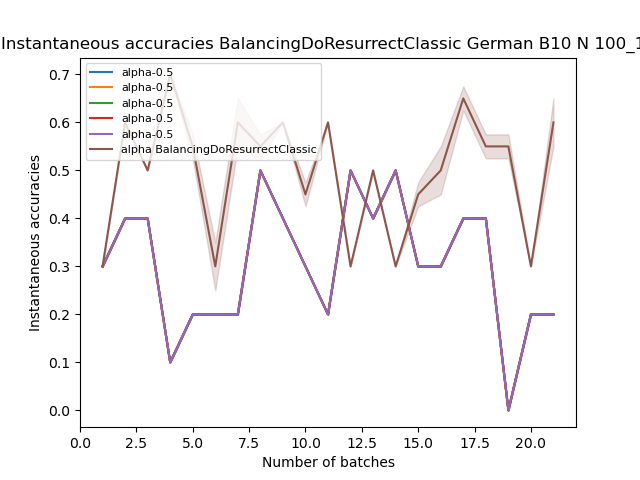 Instantaneous accuracies BalancingDoResurrectClassic German B10 N 100_1
0.7
0.6
0.5
0.4
0.3
0.2
0.1
0.0
Instantaneous accuracies
alpha-0.5
alpha-0.5
alpha-0.5
alpha-0.5
alpha-0.5
alpha BalancingDoResurrectClassic
0.0 2.5 5.0 7.5 10.0 12.5 15.0 17.5 20.0
Number of batches